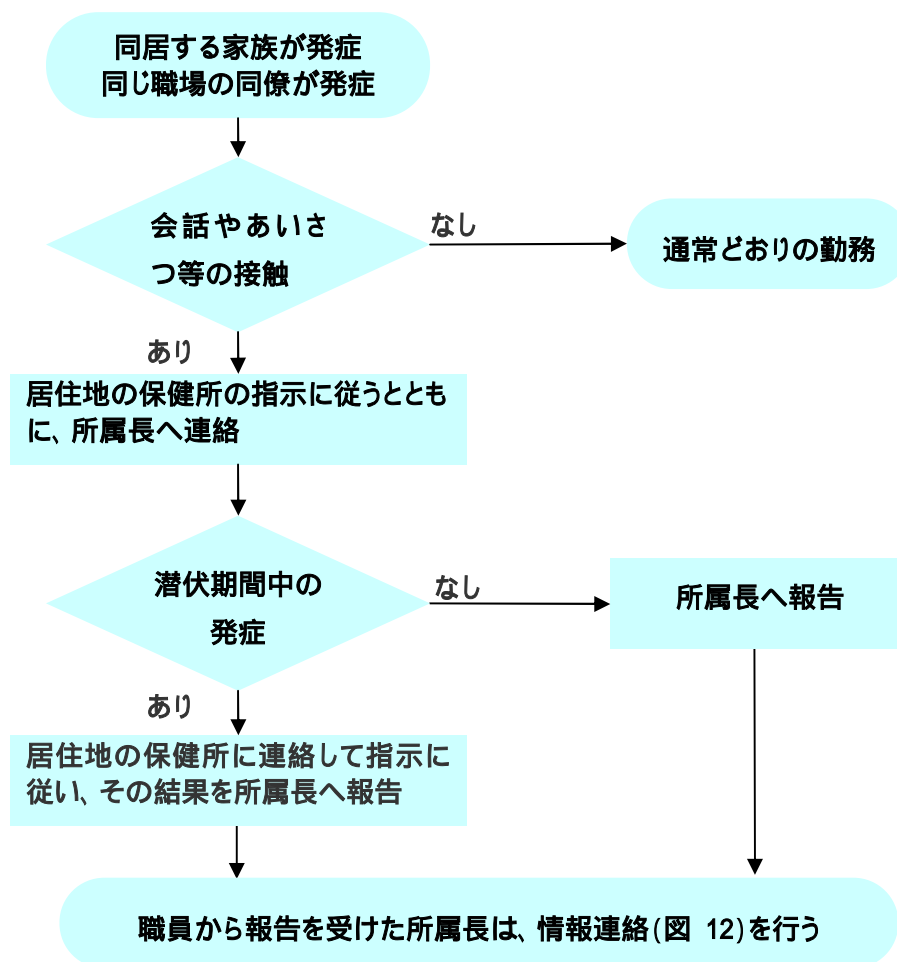 同居する家族が発症
同じ職場の同僚が発症
会話やあいさ
つ等の接触
なし
通常どおりの勤務
あり
居住地の保健所の指示に従うととも
に、所属長へ連絡
潜伏期間中の
発症
なし
所属長へ報告
あり
居住地の保健所に連絡して指示に
従い、その結果を所属長へ報告
職員から報告を受けた所属長は、情報連絡(図 12)を行う